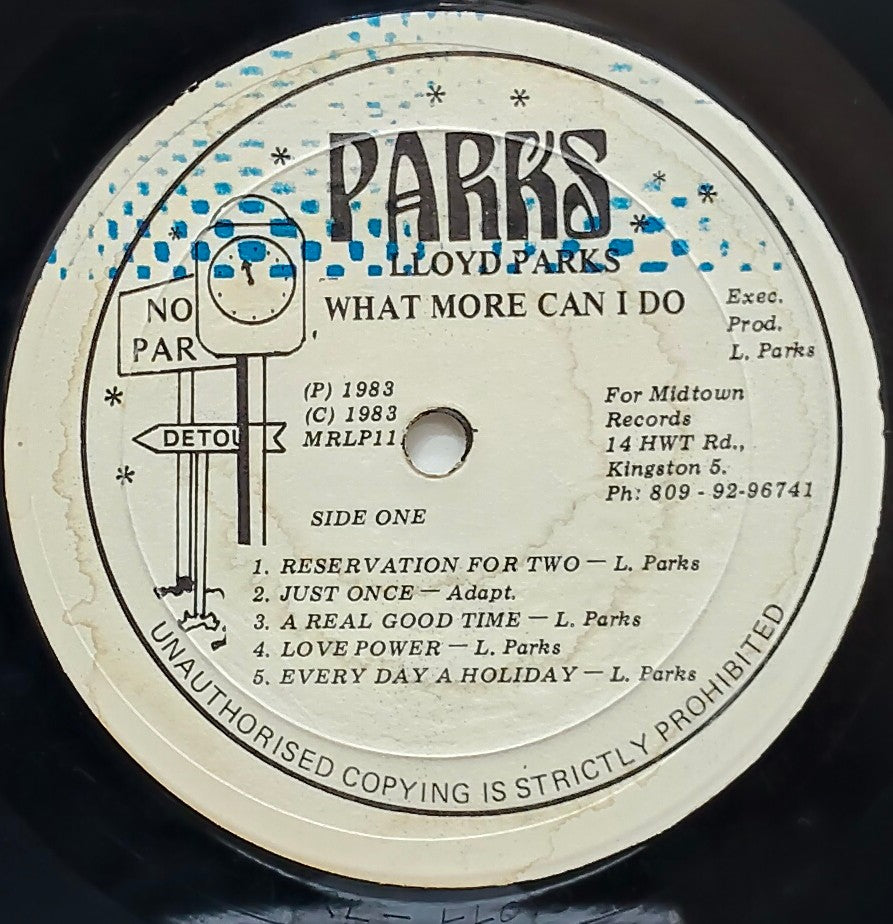 PARKS
LLOYD PARKS
WHAT MORE CAN I DO
Exec.
Prod.
L. Parks
NO
PAR
DETOU
(P) 1983
(C) 1983
MRLP11
For Midtown
Records
14 HWT Rd.,
Kingston 5.
Ph: 809 - 92-96741
SIDE ONE
1. RESERVATION FOR TWO — L. Parks
2. JUST ONCE — Adapt.
3. A REAL GOOD TIME — L. Parks
4. LOVE POWER — L. Parks
5. EVERY DAY A HOLIDAY — L. Parks
UNAUTHORISED COPYING IS STRICTLY PROHIBITED